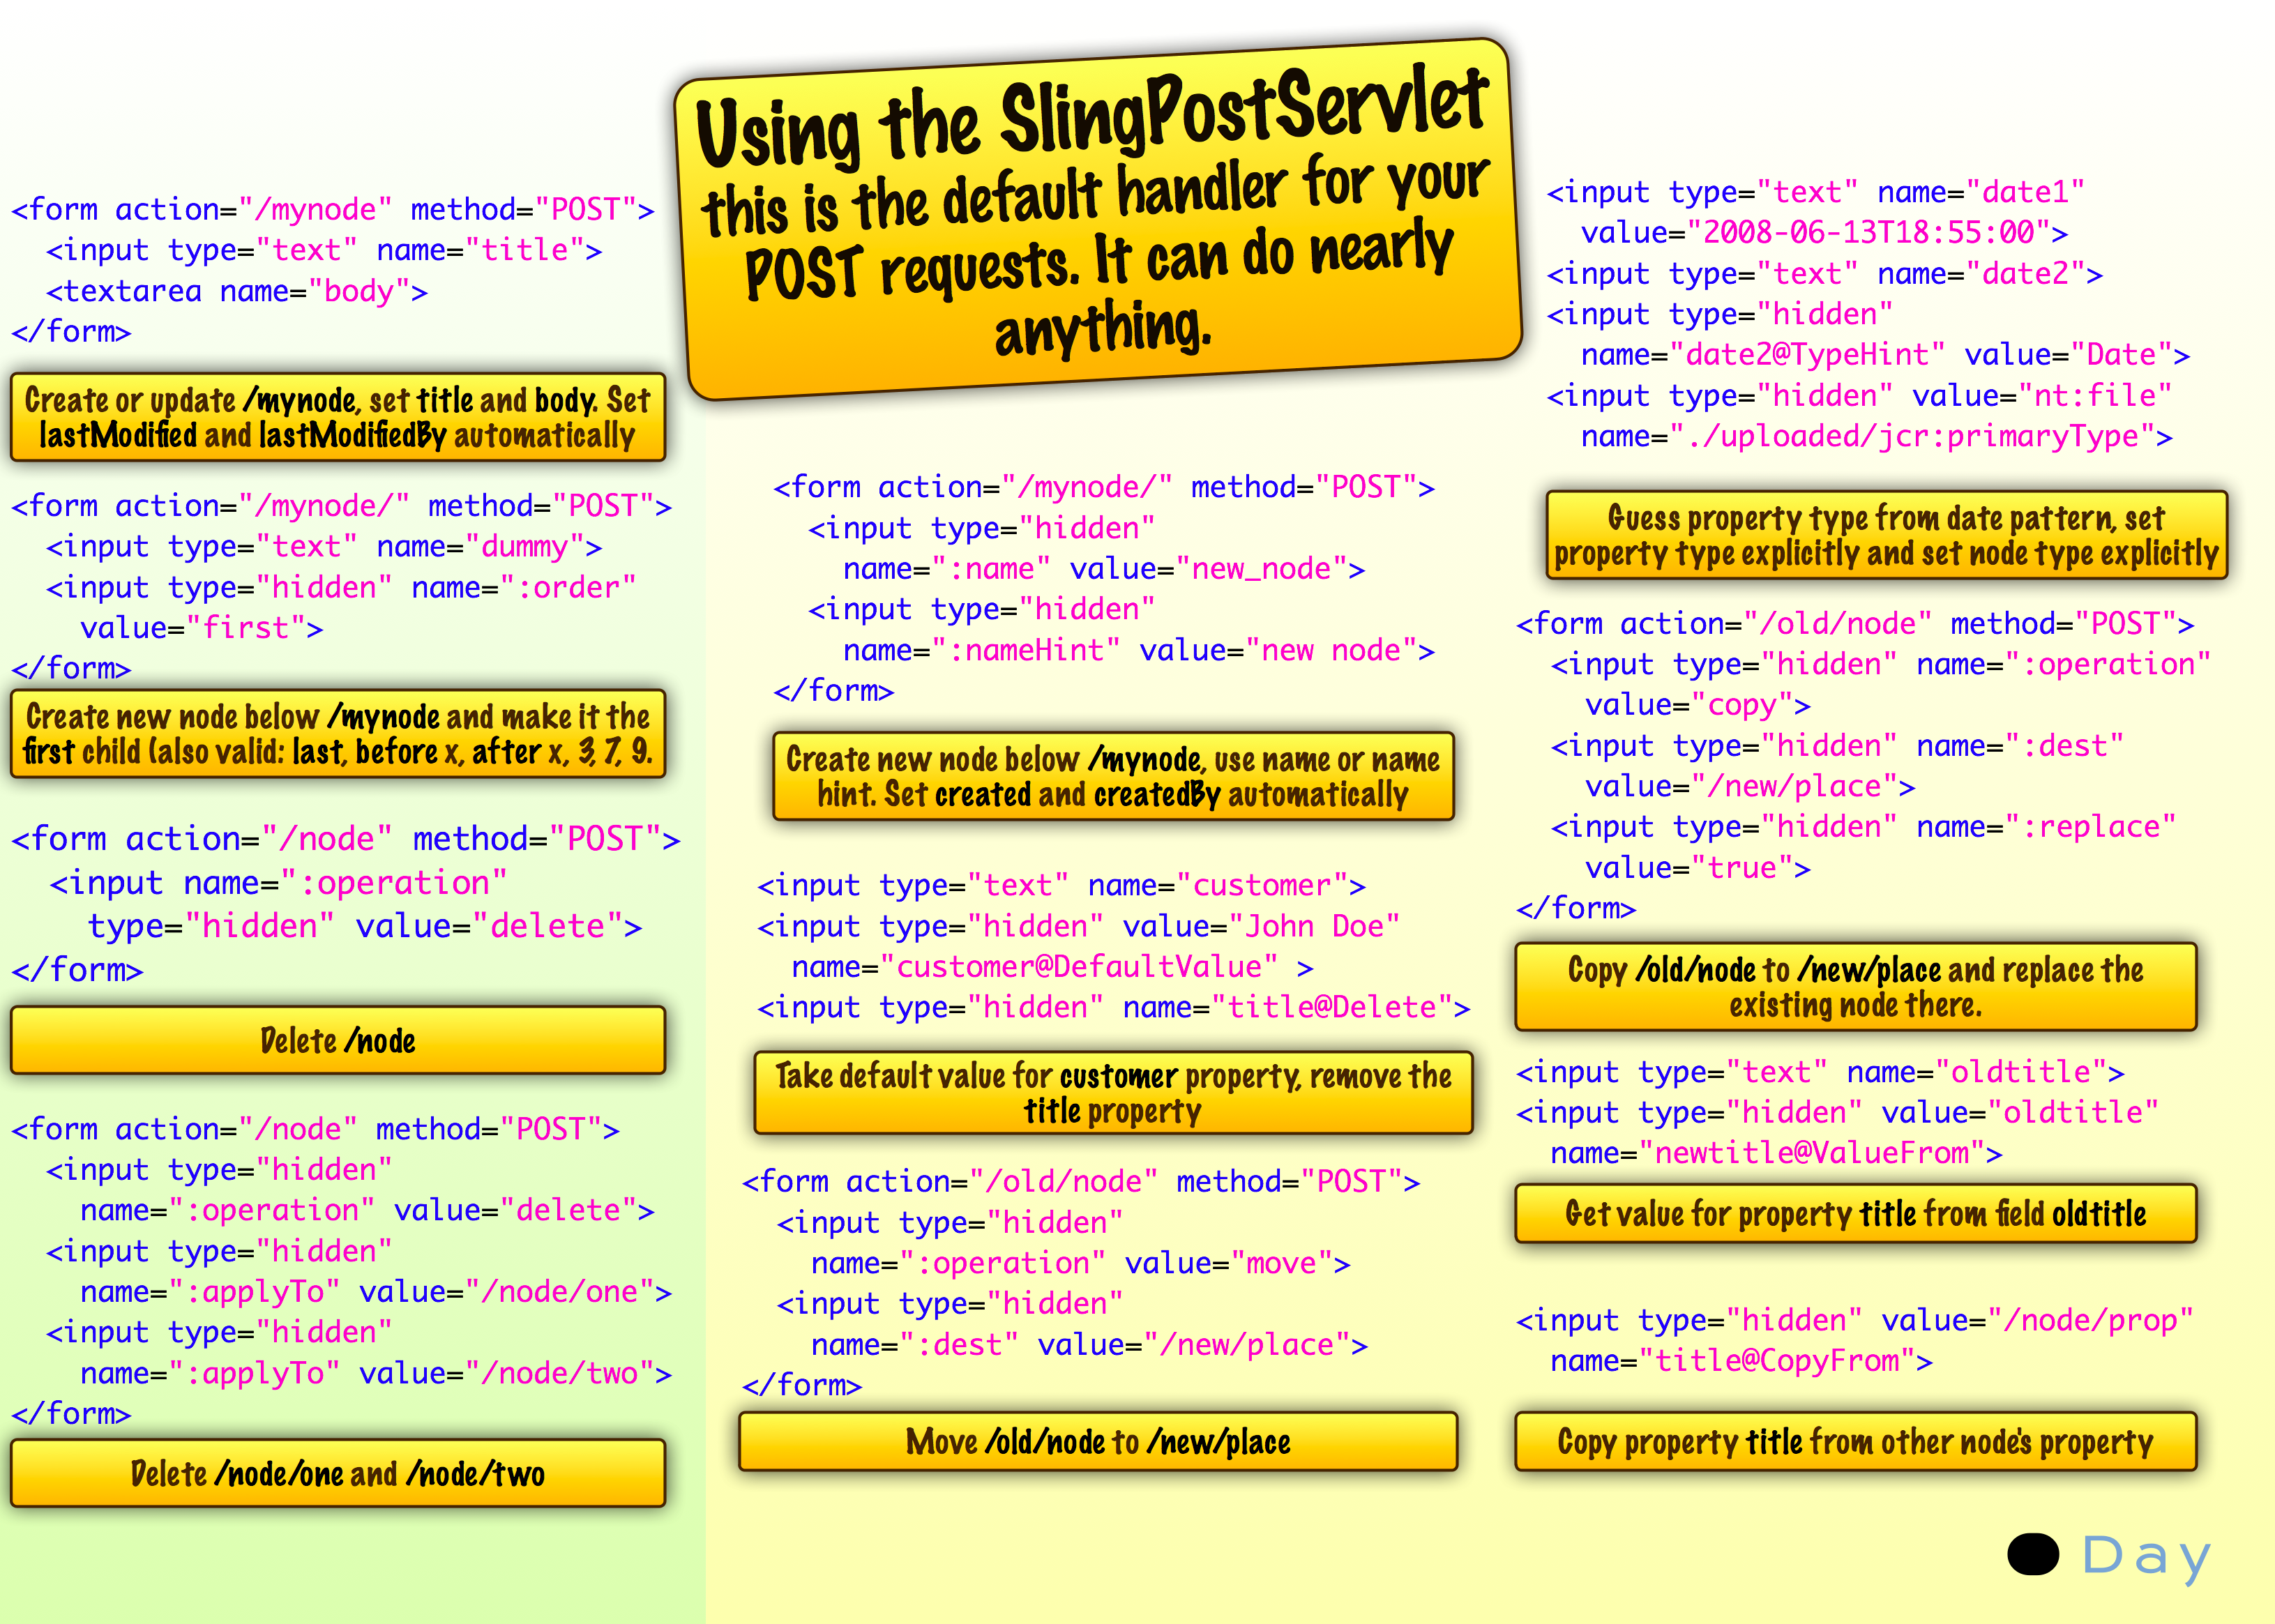 Using the SlingPostServlet
this is the default handler for your
POST requests. It can do nearly
anything.
<form action="/mynode" method="POST">
<input type="text" name="title">
<textarea name="body">
</form>
Create or update /mynode, set title and body. Set
lastModified and lastModifiedBy automatically
<form action="/mynode/" method="POST">
<input type="text" name="dummy">
<input type="hidden" name=":order"
value="first">
</form>
Create new node below /mynode and make it the
first child (also valid: last, before x, after x, 3, 7, 9.
<form action="/node" method="POST">
<input name=":operation"
type="hidden" value="delete">
</form>
Delete /node
<form action="/node" method="POST">
<input type="hidden"
name=":operation" value="delete">
<input type="hidden"
name=":applyTo" value="/node/one">
<input type="hidden"
name=":applyTo" value="/node/two">
</form>
Delete /node/one and /node/two
<form action="/mynode/" method="POST">
<input type="hidden"
name=":name" value="new_node">
<input type="hidden"
name=":nameHint" value="new node">
</form>
Create new node below /mynode, use name or name
hint. Set created and createdBy automatically
<input type="text" name="customer">
<input type="hidden" value="John Doe"
name="customer@DefaultValue" >
<input type="hidden" name="title@Delete">
Take default value for customer property, remove the
title property
<form action="/old/node" method="POST">
<input type="hidden"
name=":operation" value="move">
<input type="hidden"
name=":dest" value="/new/place">
</form>
Move /old/node to /new/place
<input type="text" name="date1"
value="2008-06-13T18:55:00">
<input type="text" name="date2">
<input type="hidden"
name="date2@TypeHint" value="Date">
<input type="hidden" value="nt:file"
name="./uploaded/jcr:primaryType">
Guess property type from date pattern, set
property type explicitly and set node type explicitly
<form action="/old/node" method="POST">
<input type="hidden" name=":operation"
value="copy">
<input type="hidden" name=":dest"
value="/new/place">
<input type="hidden" name=":replace"
value="true">
</form>
Copy /old/node to /new/place and replace the
existing node there.
<input type="text" name="oldtitle">
<input type="hidden" value="oldtitle"
name="newtitle@ValueFrom">
Get value for property title from field oldtitle
<input type="hidden" value="/node/prop"
name="title@CopyFrom">
Copy property title from other node's property
Day